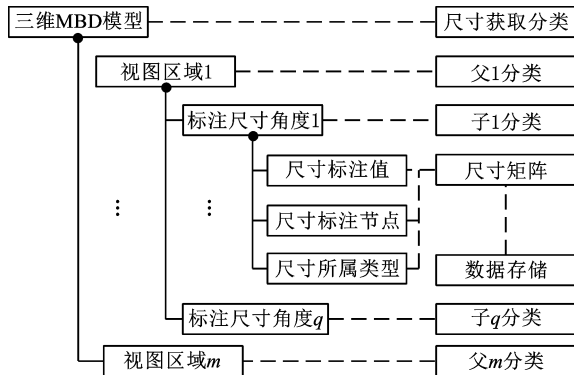 三维MBD模型 尺寸获取分类
视图区域1 父1分类
标注尺寸角度1 子1分类
尺寸标注值 尺寸矩阵
尺寸标注节点
尺寸所属类型 数据存储
标注尺寸角度q 子q分类
视图区域m 父m分类